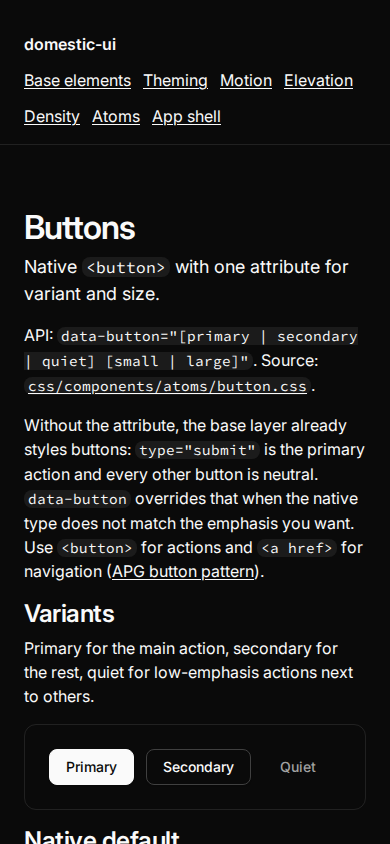 domestic-ui
Base elements Theming Motion Elevation
Density Atoms App shell
Buttons
Native <button> with one attribute for
variant and size.
API: data-button="[primary | secondary
| quiet] [small | large]". Source:
css/components/atoms/button.css.
Without the attribute, the base layer already
styles buttons: type="submit" is the primary
action and every other button is neutral.
data-button overrides that when the native
type does not match the emphasis you want.
Use <button> for actions and <a href> for
navigation (APG button pattern).
Variants
Primary for the main action, secondary for
the rest, quiet for low-emphasis actions next
to others.
Primary Secondary Quiet
Native default